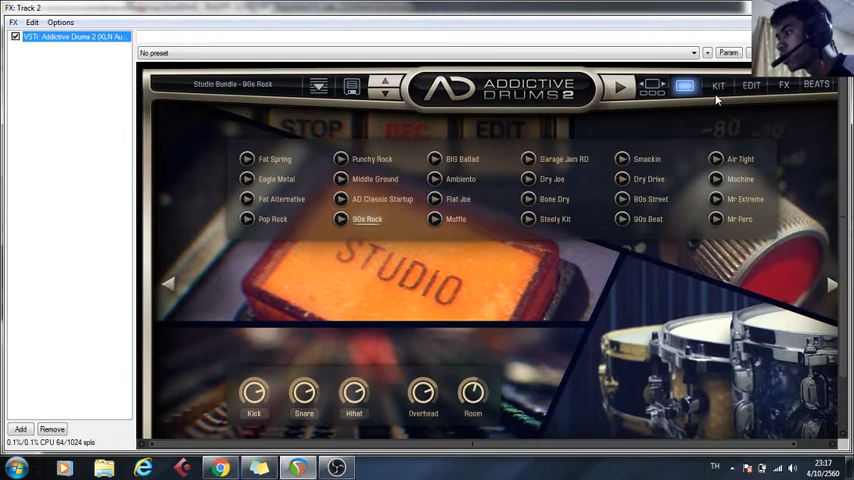 FX: Track 2
FX Edit Options
VSTi: Addictive Drums 2 (XLN Au...
No preset
+
Param
Studio Bundle - 90s Rock
AD
ADDICTIVE
DRUMS 2
KIT
EDIT
FX
BEATS
STOP REC EDIT
-80
Fat Spring Punchy Rock BIG Ballad Garage Jam RD Smackin Air Tight
Eagle Metal Middle Ground Ambiento Dry Joe Dry Drive Machine
Fat Alternative AD Classic Startup Flat Joe Bone Dry 80s Street Mr Extreme
Pop Rock 90s Rock Muffle Steely Kit 90s Beat Mr Perc
STUDIO
Kick Snare Hihat Overhead Room
Add Remove
0.1%/0.1% CPU 64/1024 spls
TH
23:17
4/10/2560